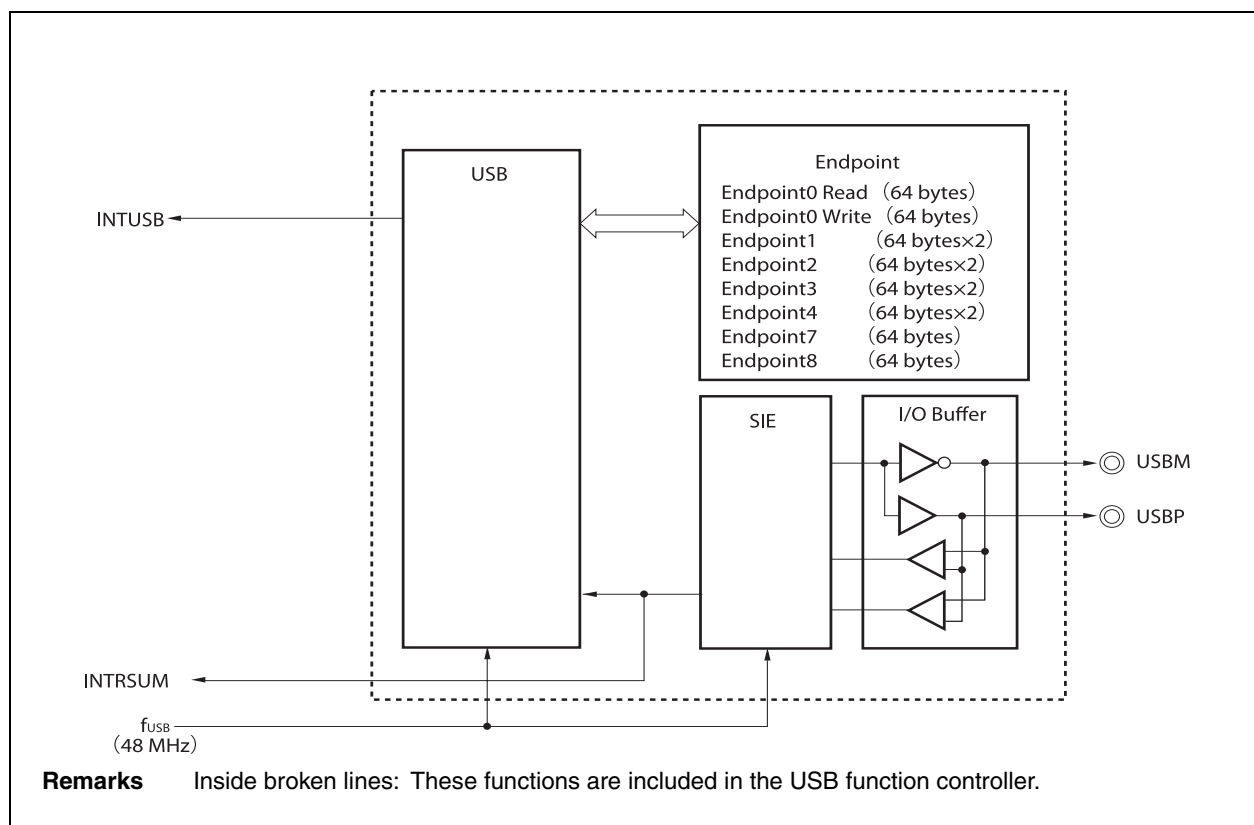 USB
INTUSB
Endpoint
Endpoint0 Read (64 bytes)
Endpoint0 Write (64 bytes)
Endpoint1 (64 bytes×2)
Endpoint2 (64 bytes×2)
Endpoint3 (64 bytes×2)
Endpoint4 (64 bytes×2)
Endpoint7 (64 bytes)
Endpoint8 (64 bytes)
SIE
I/O Buffer
USBM
USBP
INTRSUM
fUSB
(48 MHz)
Remarks Inside broken lines: These functions are included in the USB function controller.